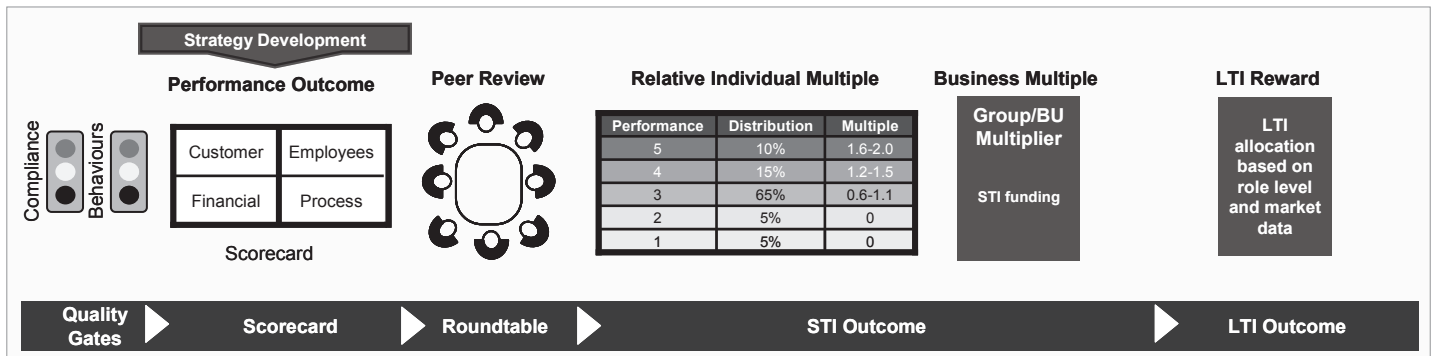 Strategy Development
Performance Outcome
Peer Review
Relative Individual Multiple
Business Multiple
LTI Reward
Compliance
Behaviours
Customer
Employees
Financial
Process
Scorecard
Performance Distribution Multiple
5 10% 1.6-2.0
4 15% 1.2-1.5
3 65% 0.6-1.1
2 5% 0
1 5% 0
Group/BU
Multiplier
STI funding
LTI
allocation
based on
role level
and market
data
Quality
Gates
Scorecard
Roundtable
STI Outcome
LTI Outcome